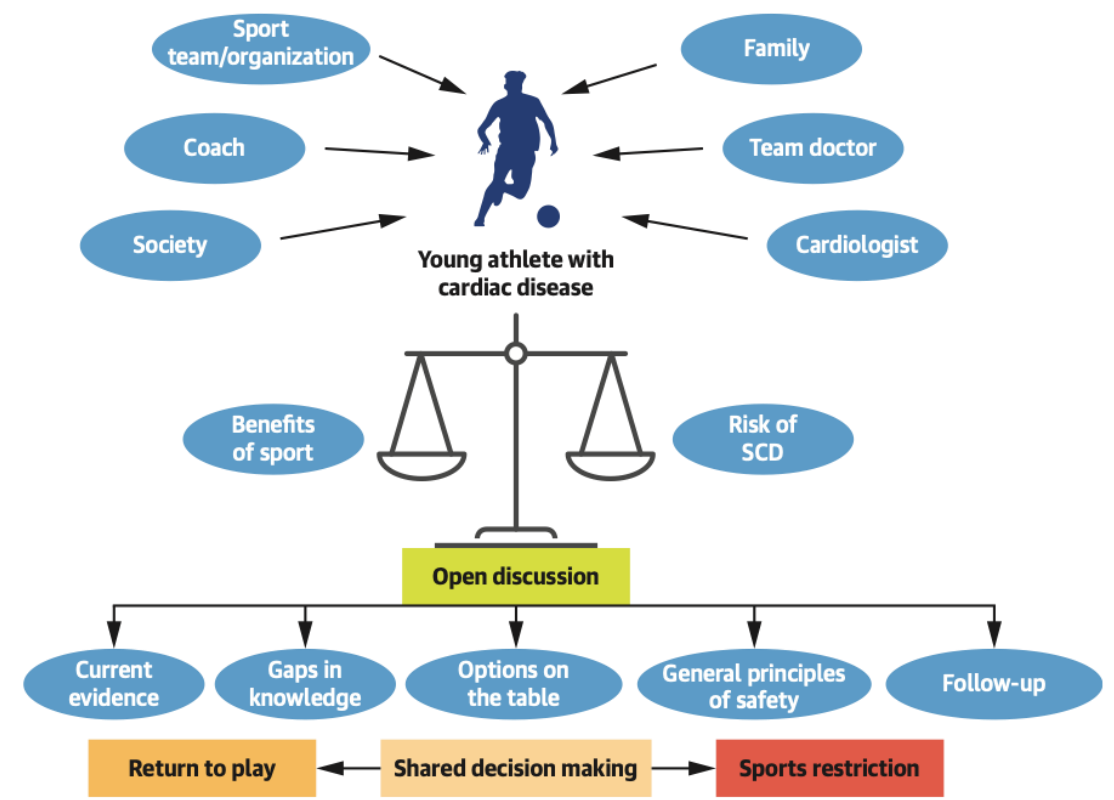 Sport
team/organization
Family
Coach
Team doctor
Society
Cardiologist
Young athlete with
cardiac disease
Benefits
of sport
Risk of
SCD
Open discussion
Current
evidence
Gaps in
knowledge
Options on
the table
General principles
of safety
Follow-up
Return to play
Shared decision making
Sports restriction